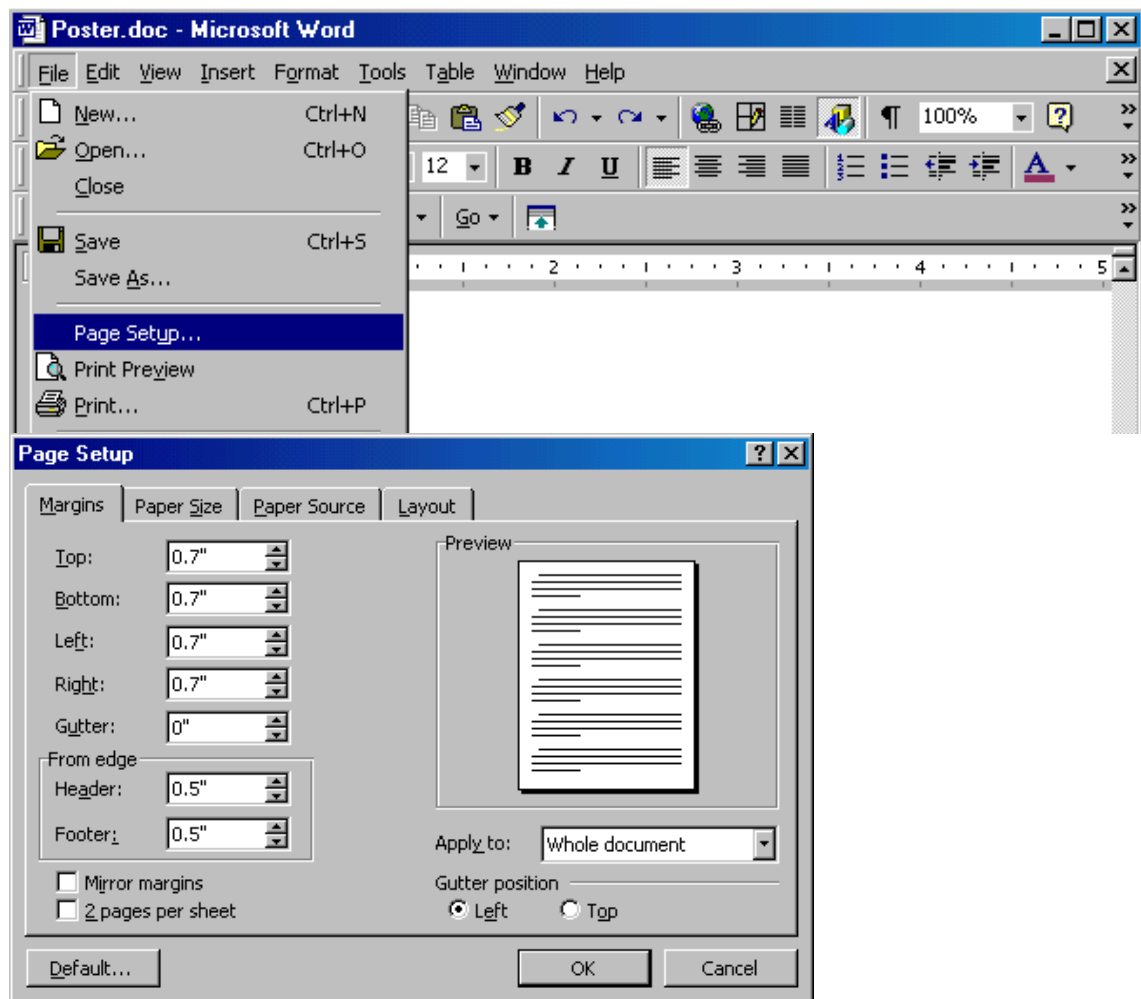 Poster.doc - Microsoft Word
File Edit View Insert Format Tools Table Window Help
New... Ctrl+N
100%
Open... Ctrl+O
12 B I U A
Close
Go
Save Ctrl+S
2 3 4 5
Save As...
Page Setup...
Print Preview
Print... Ctrl+P
Page Setup
Margins Paper Size Paper Source Layout
Preview
Top: 0.7"
Bottom: 0.7"
Left: 0.7"
Right: 0.7"
Gutter: 0"
From edge
Header: 0.5"
Footer: 0.5"
Apply to: Whole document
Mirror margins
Gutter position
2 pages per sheet
Left Top
Default... OK Cancel